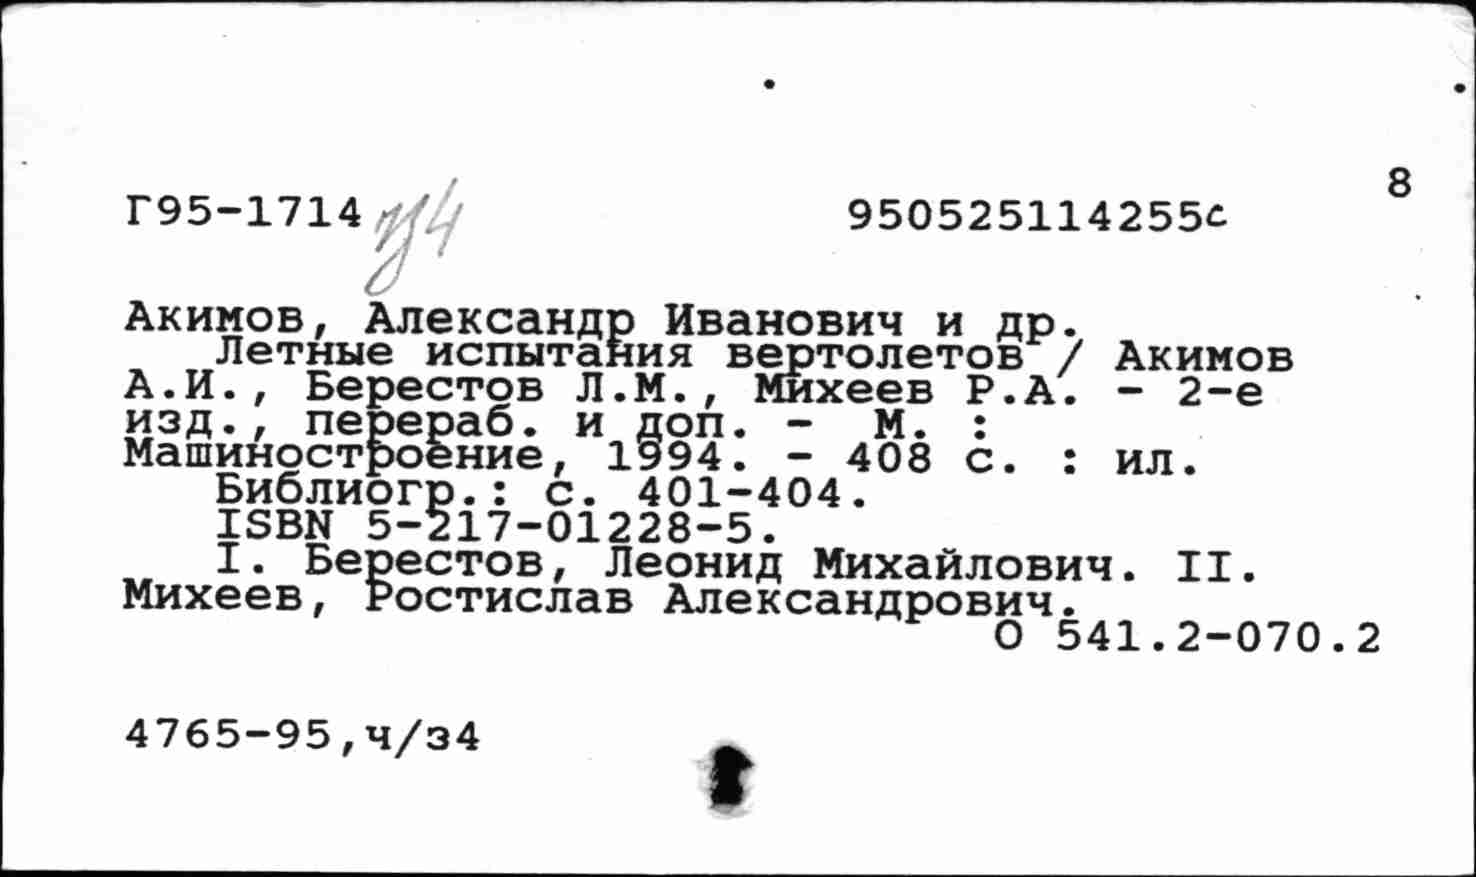 8
Г95-1714 ч/з4 950525114255с
Акимов, Александр Иванович и др.
Летные испытания вертолетов / Акимов
А.И., Берестов Л.М., Михеев Р.А. - 2-е
изд., перераб. и доп. - М. :
Машиностроение, 1994. - 408 с. : ил.
Библиогр.: с. 401-404.
ISBN 5-217-01228-5.
I. Берестов, Леонид Михайлович. II.
Михеев, Ростислав Александрович.
О 541.2-070.2
4765-95,ч/з4